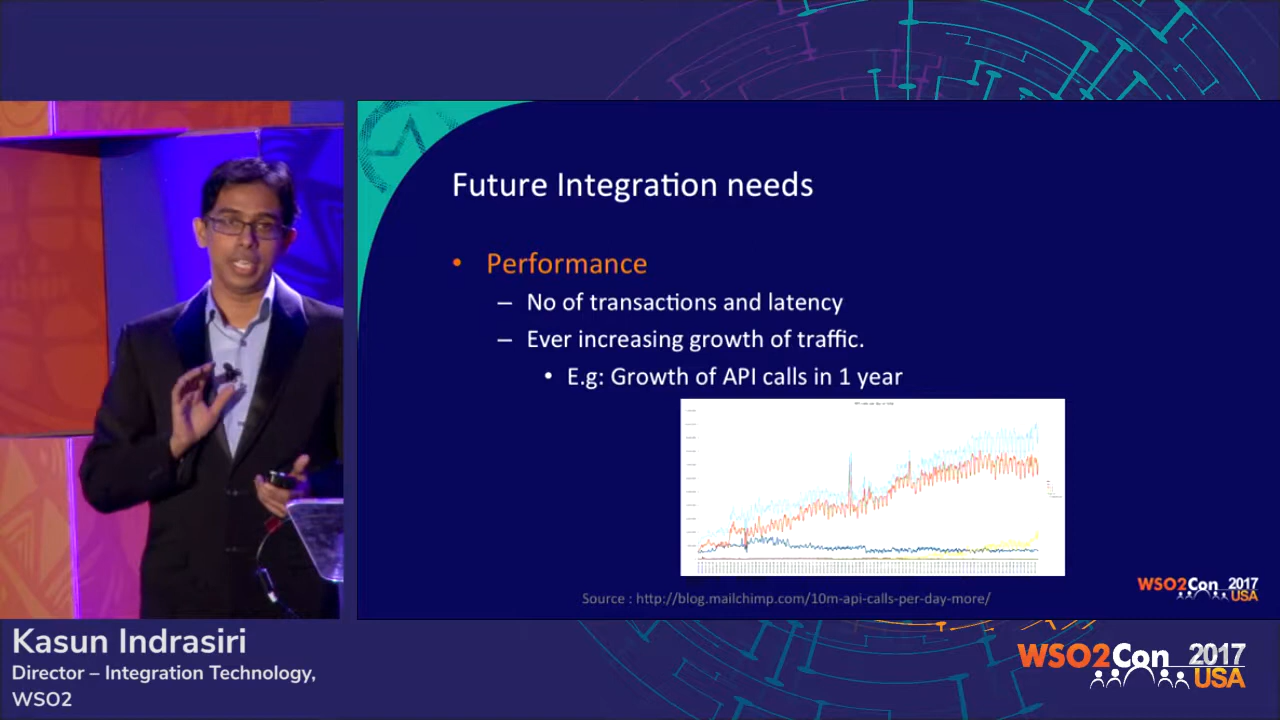 Future Integration needs
• Performance
– No of transactions and latency
– Ever increasing growth of traffic.
• E.g: Growth of API calls in 1 year
Source : http://blog.mailchimp.com/10m-api-calls-per-day-more/
WSO2Con 2017
USA
Kasun Indrasiri
Director – Integration Technology,
WSO2
WSO2Con 2017
USA